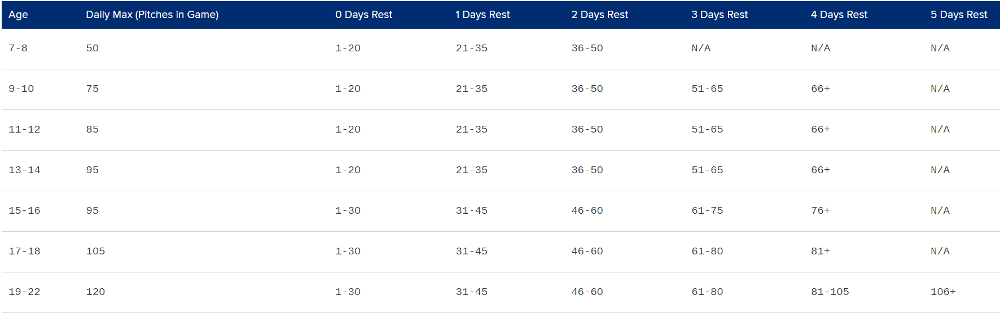 Age Daily Max (Pitches in Game) 0 Days Rest 1 Days Rest 2 Days Rest 3 Days Rest 4 Days Rest 5 Days Rest
7-8 50 1-20 21-35 36-50 N/A N/A N/A
9-10 75 1-20 21-35 36-50 51-65 66+ N/A
11-12 85 1-20 21-35 36-50 51-65 66+ N/A
13-14 95 1-20 21-35 36-50 51-65 66+ N/A
15-16 95 1-30 31-45 46-60 61-75 76+ N/A
17-18 105 1-30 31-45 46-60 61-80 81+ N/A
19-22 120 1-30 31-45 46-60 61-80 81-105 106+